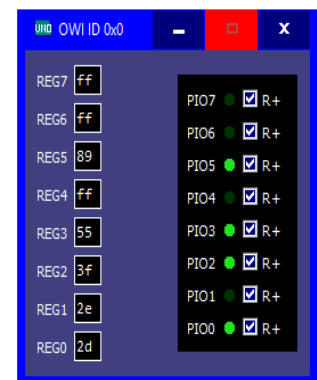 UNO OWI ID 0x0
REG7 ff
REG6 ff
REG5 89
REG4 ff
REG3 55
REG2 3f
REG1 2e
REG0 2d
PIO7 R+
PIO6 R+
PIO5 R+
PIO4 R+
PIO3 R+
PIO2 R+
PIO1 R+
PIO0 R+